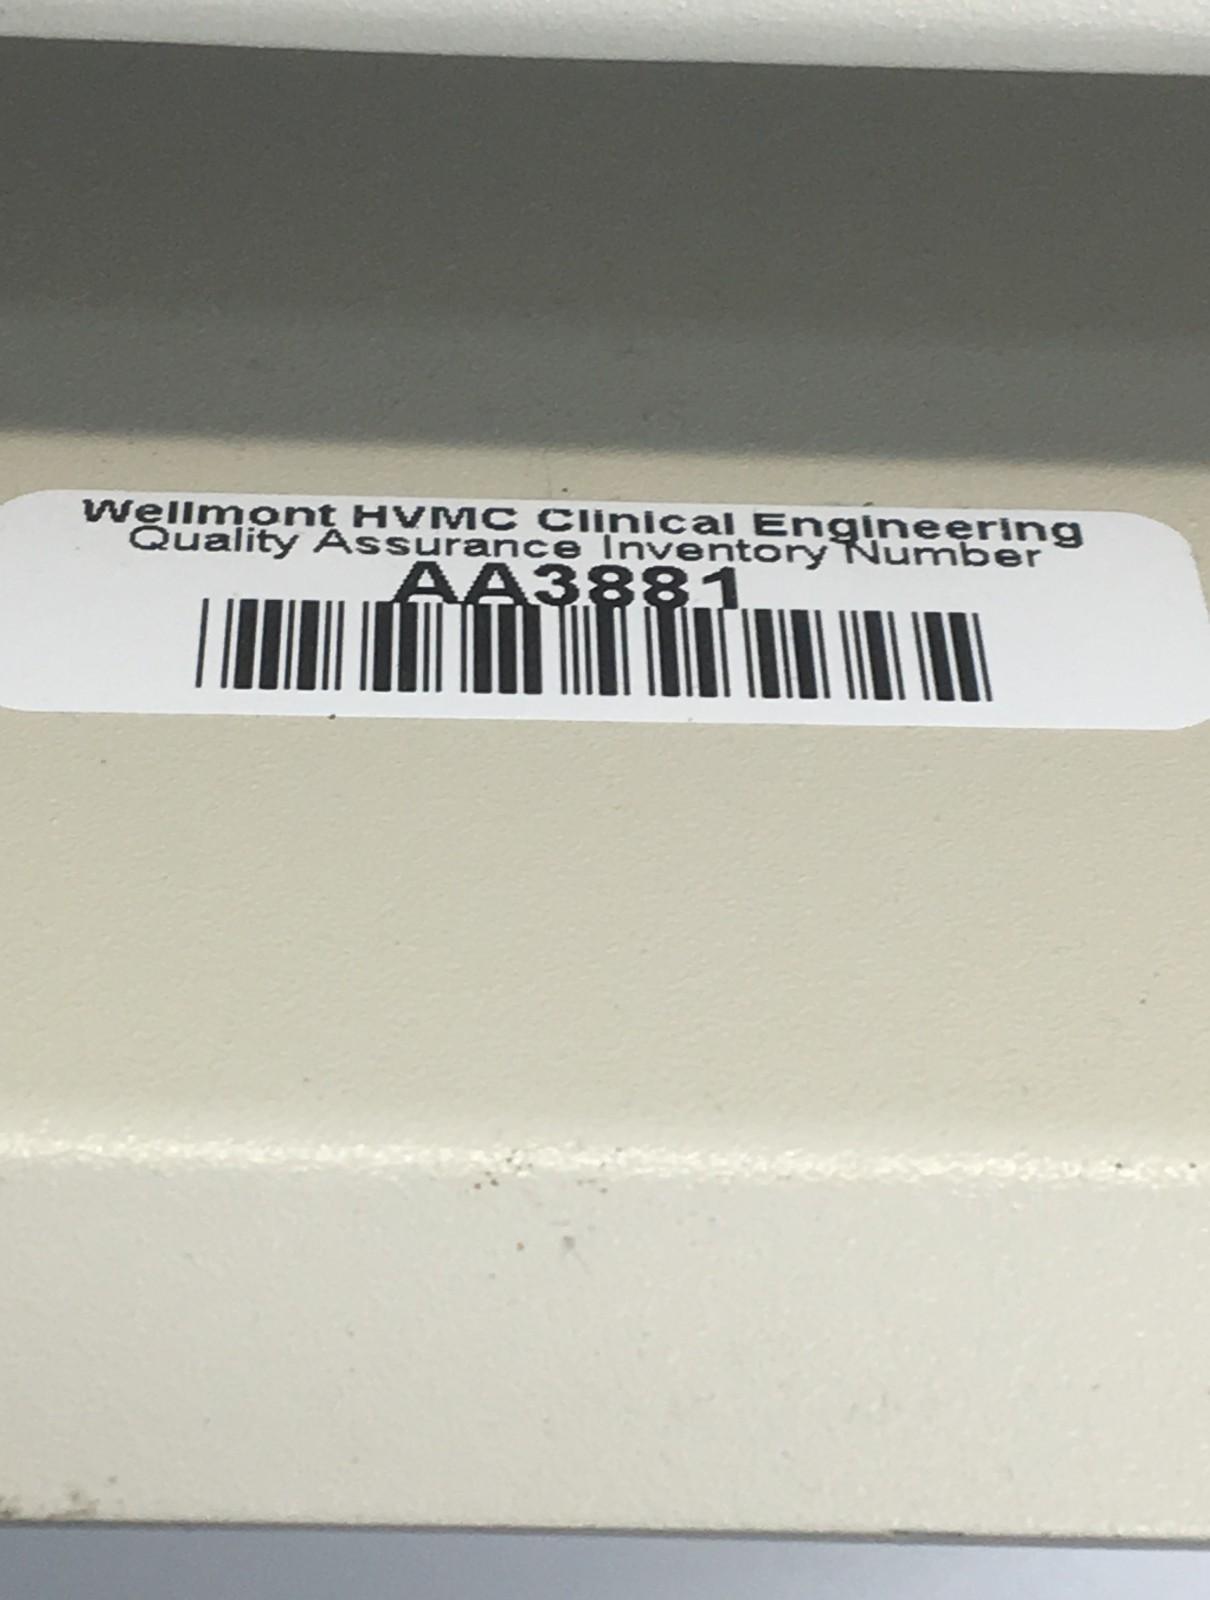 Wellmont HVMC Clinical Engineering
Quality Assurance Inventory Number
AA3881